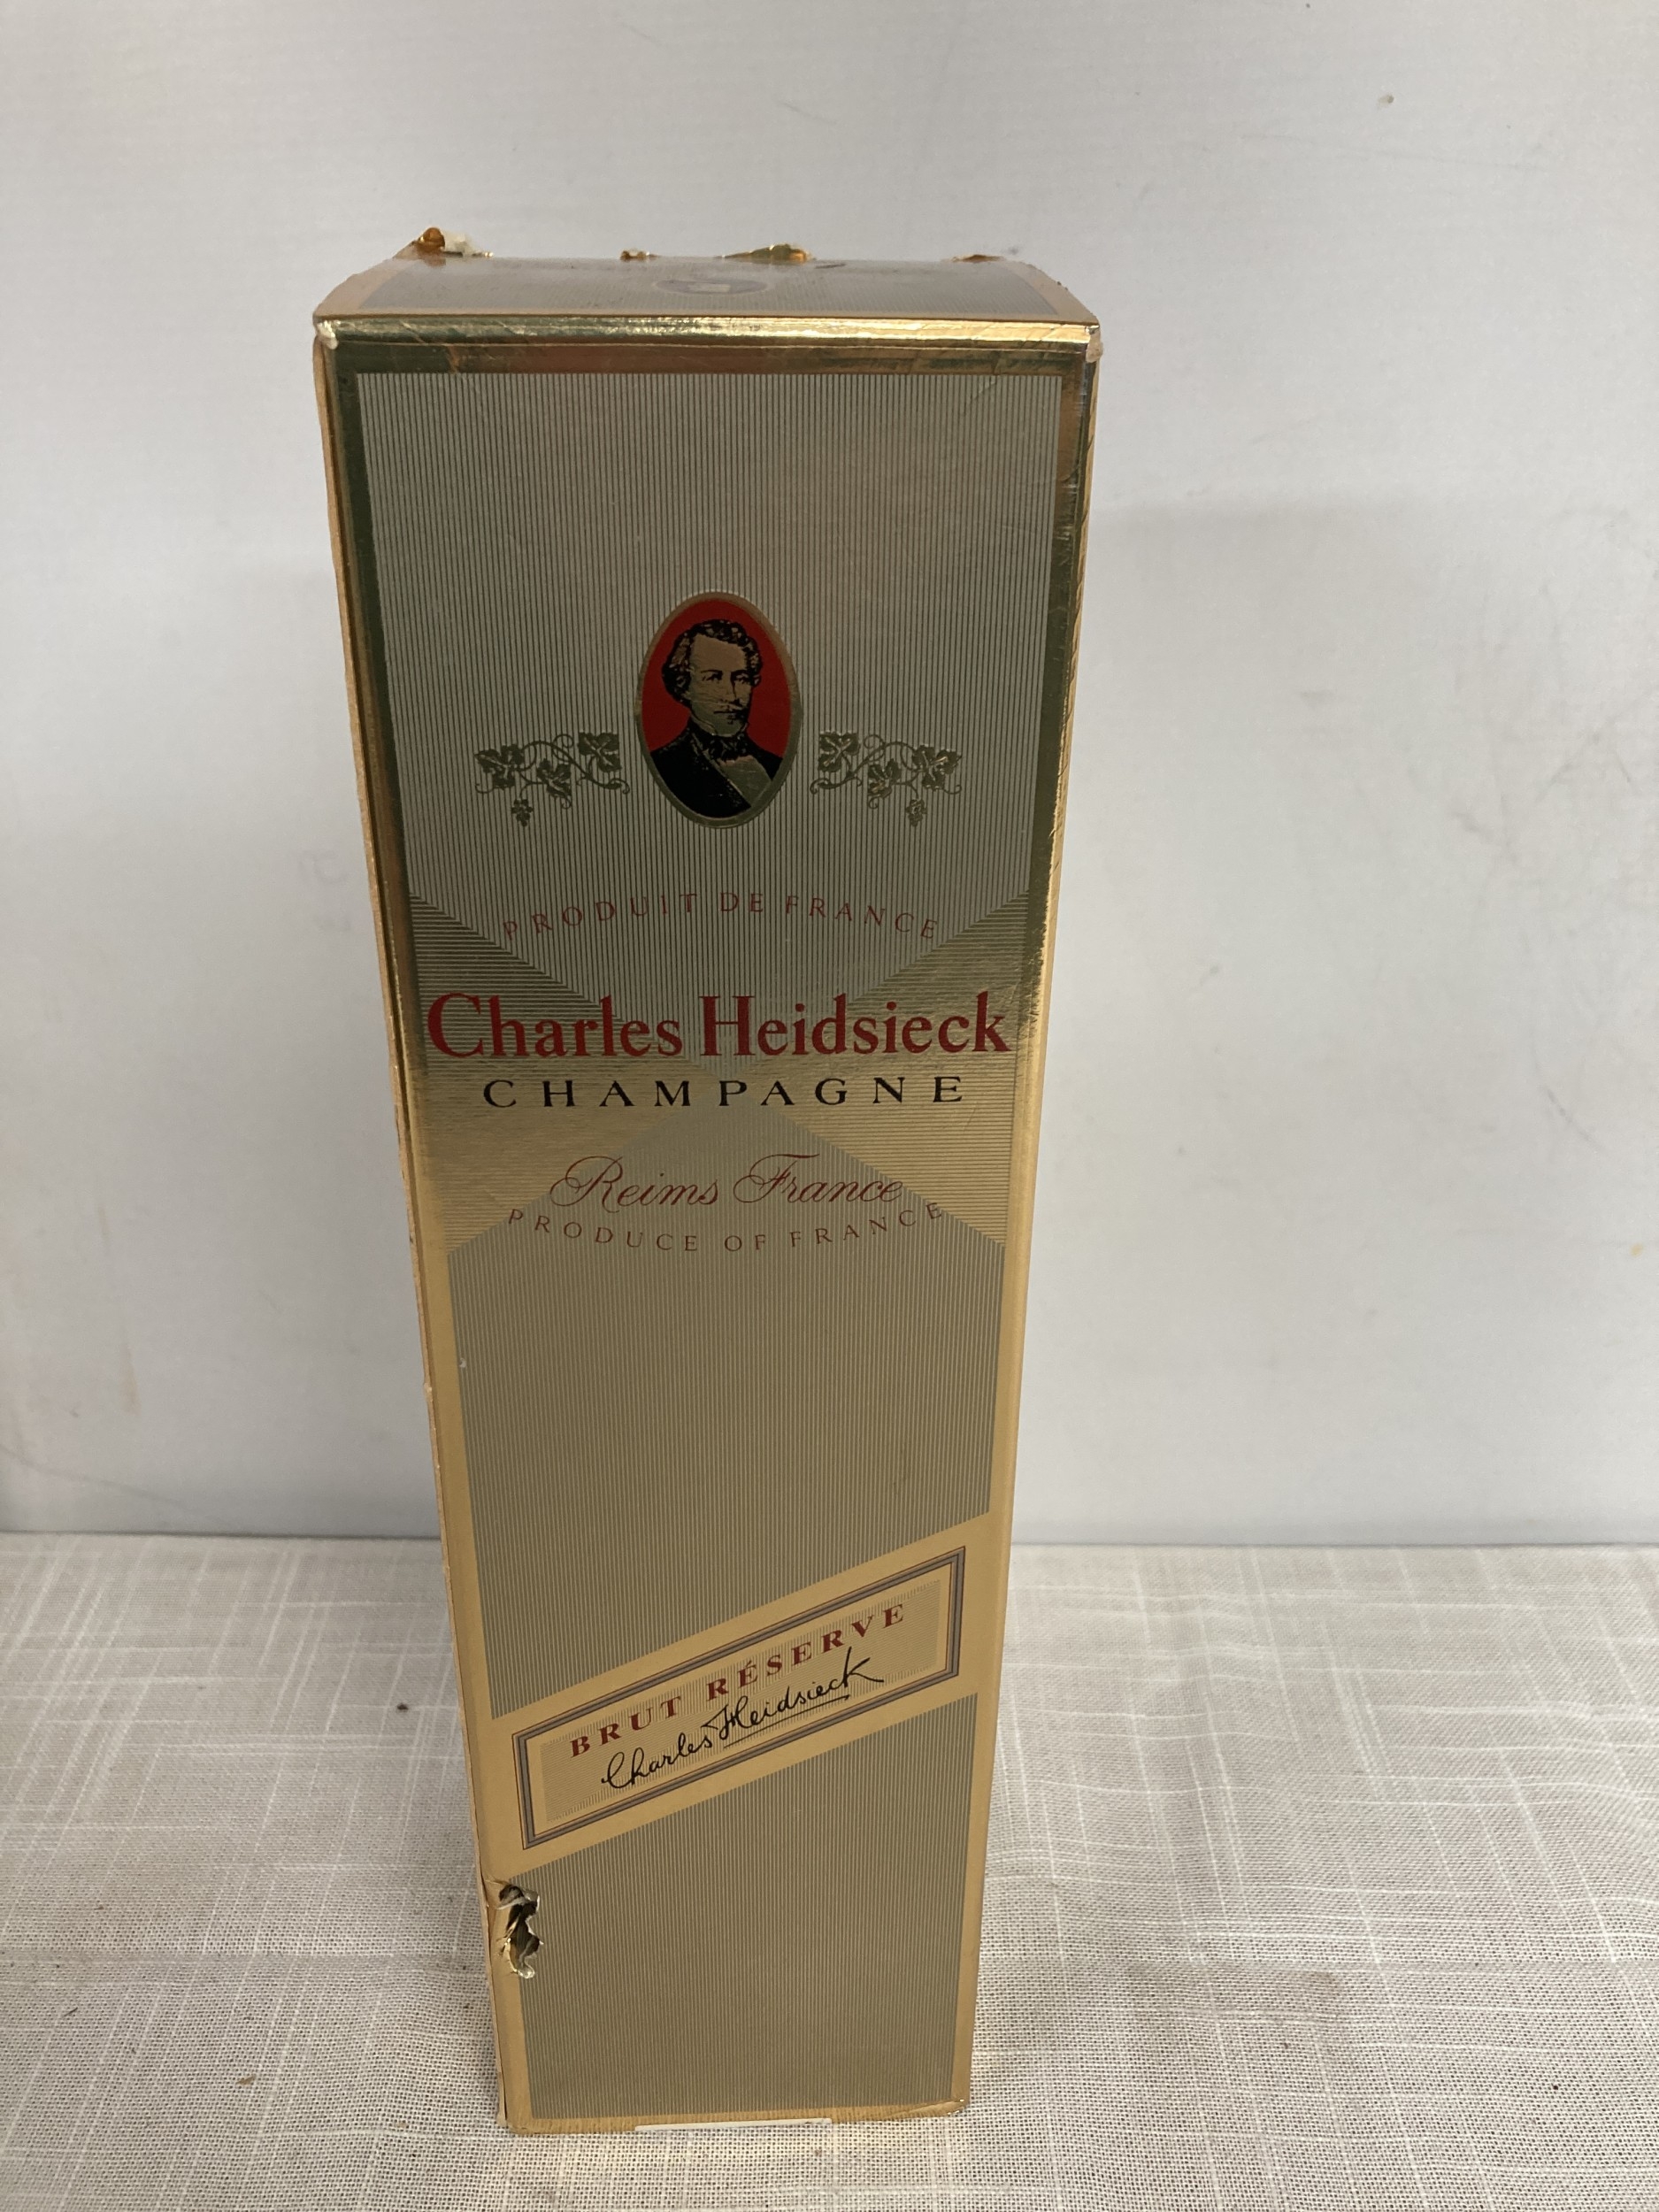 PRODUIT DE FRANCE
Charles Heidsieck
CHAMPAGNE
Reims France
PRODUCE OF FRANCE
BRUT RÉSERVE
Charles Heidsieck